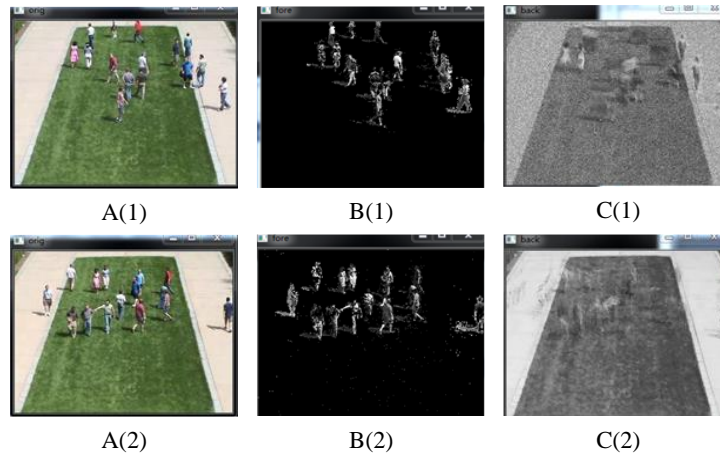 orig
fore
back
A(1)
B(1)
C(1)
orig
fore
back
A(2)
B(2)
C(2)